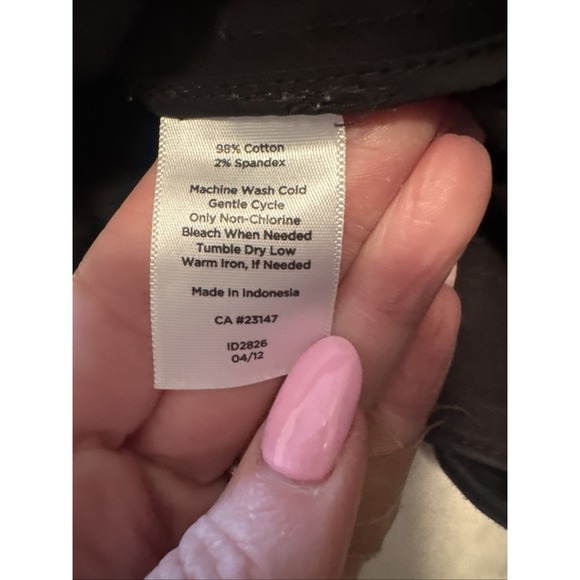 98% Cotton
2% Spandex
Machine Wash Cold
Gentle Cycle
Only Non-Chlorine
Bleach When Needed
Tumble Dry Low
Warm Iron, If Needed
Made in Indonesia
CA #23147
ID2826
04/12